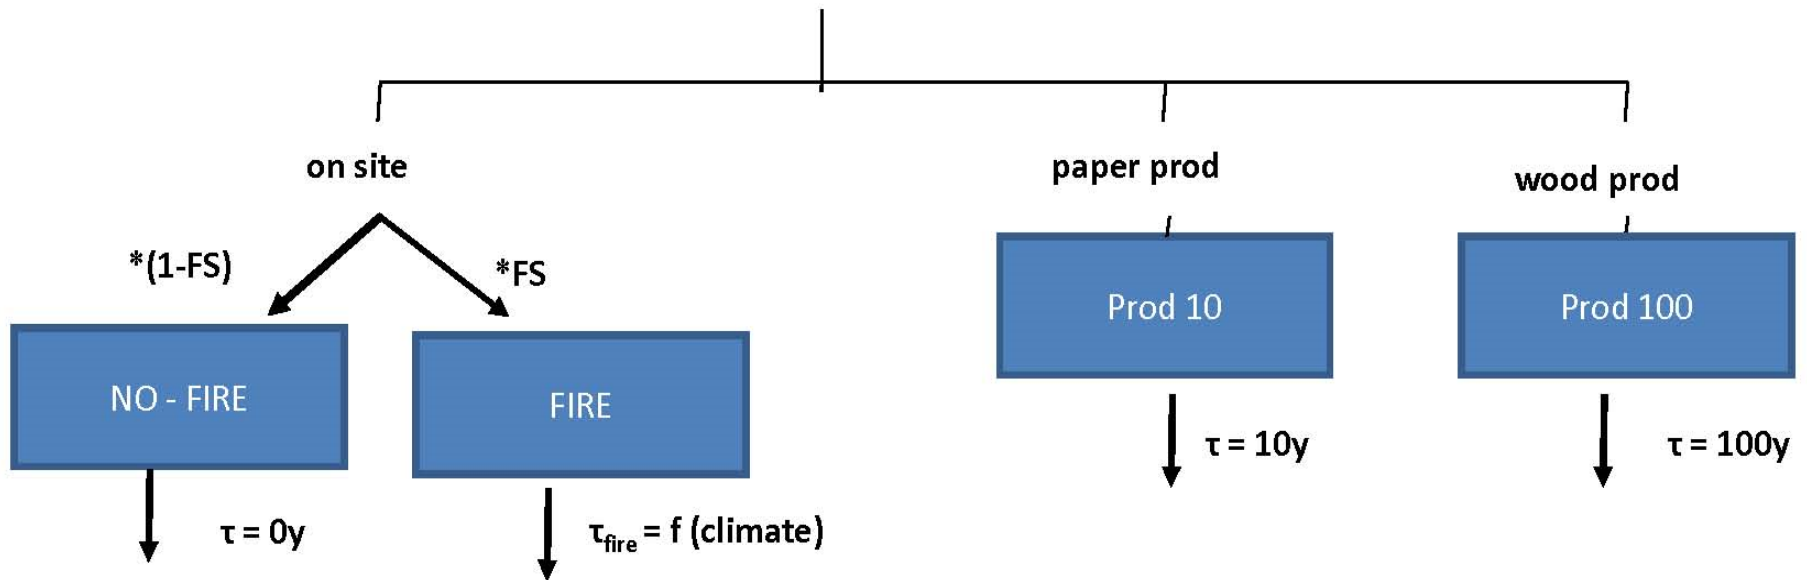 on site
paper prod
wood prod
*(1-FS)
*FS
NO - FIRE
FIRE
Prod 10
Prod 100
τ = 0y
τfire = f (climate)
τ = 10y
τ = 100y